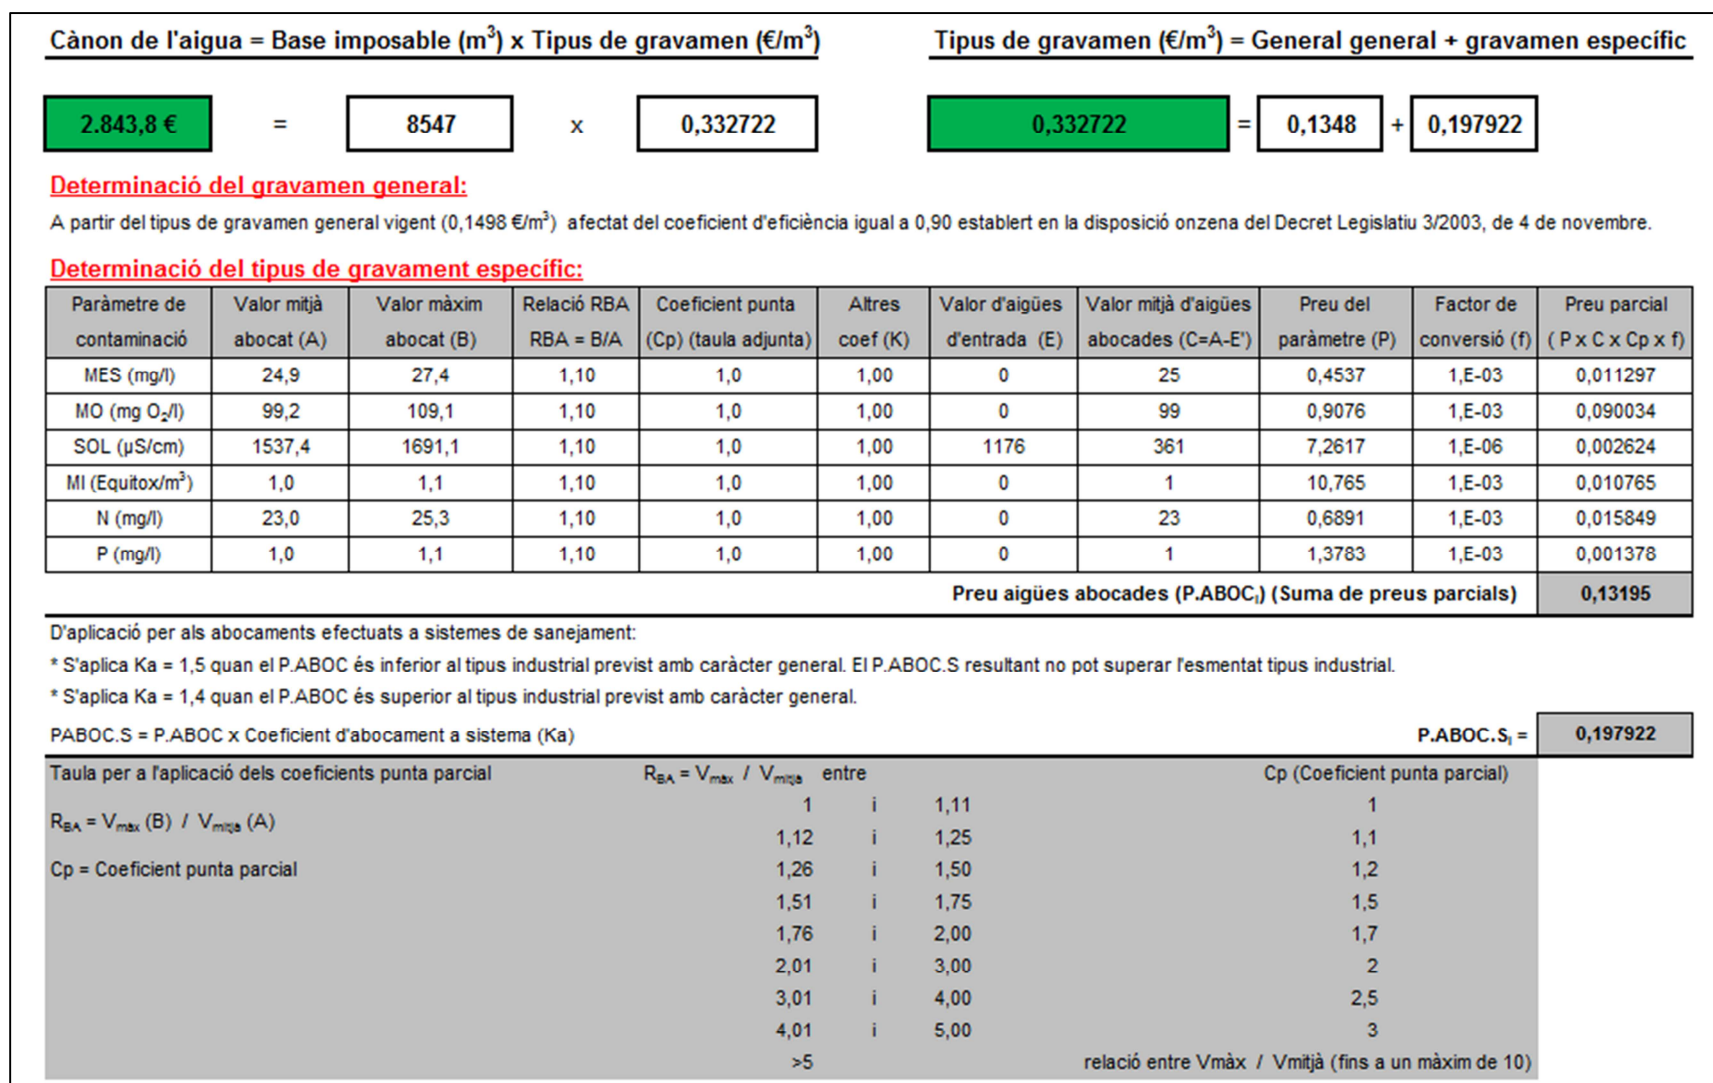 Cànon de l'aigua = Base imposable (m³) x Tipus de gravamen (€/m³) Tipus de gravamen (€/m³) = General general + gravamen específic
2.843,8 € = 8547 x 0,332722 0,332722 = 0,1348 + 0,197922
Determinació del gravamen general:
A partir del tipus de gravamen general vigent (0,1498 €/m³) afectat del coeficient d'eficiència igual a 0,90 establert en la disposició onzena del Decret Legislatiu 3/2003, de 4 de novembre.
Determinació del tipus de gravament específic:
Paràmetre de Valor mitjà Valor màxim Relació RBA Coeficient punta Altres Valor d'aigües Valor mitjà d'aigües Preu del Factor de Preu parcial
contaminació abocat (A) abocat (B) RBA = B/A (Cp) (taula adjunta) coef (K) d'entrada (E) abocades (C=A-E') paràmetre (P) conversió (f) ( P x C x Cp x f)
MES (mg/l) 24,9 27,4 1,10 1,0 1,00 0 25 0,4537 1,E-03 0,011297
MO (mg O₂/l) 99,2 109,1 1,10 1,0 1,00 0 99 0,9076 1,E-03 0,090034
SOL (µS/cm) 1537,4 1691,1 1,10 1,0 1,00 1176 361 7,2617 1,E-06 0,002624
MI (Equitox/m³) 1,0 1,1 1,10 1,0 1,00 0 1 10,765 1,E-03 0,010765
N (mg/l) 23,0 25,3 1,10 1,0 1,00 0 23 0,6891 1,E-03 0,015849
P (mg/l) 1,0 1,1 1,10 1,0 1,00 0 1 1,3783 1,E-03 0,001378
Preu aigües abocades (P.ABOCᵢ) (Suma de preus parcials) 0,13195
D'aplicació per als abocaments efectuats a sistemes de sanejament:
* S'aplica Ka = 1,5 quan el P.ABOC és inferior al tipus industrial previst amb caràcter general. El P.ABOC.S resultant no pot superar l'esmentat tipus industrial.
* S'aplica Ka = 1,4 quan el P.ABOC és superior al tipus industrial previst amb caràcter general.
PABOC.S = P.ABOC x Coeficient d'abocament a sistema (Ka) P.ABOC.Sᵢ = 0,197922
Taula per a l'aplicació dels coeficients punta parcial R_BA = V_max / V_mitjà entre Cp (Coeficient punta parcial)
1 i 1,11 1
R_BA = V_max (B) / V_mitjà (A)
1,12 i 1,25 1,1
Cp = Coeficient punta parcial 1,26 i 1,50 1,2
1,51 i 1,75 1,5
1,76 i 2,00 1,7
2,01 i 3,00 2
3,01 i 4,00 2,5
4,01 i 5,00 3
>5 relació entre Vmàx / Vmitjà (fins a un màxim de 10)